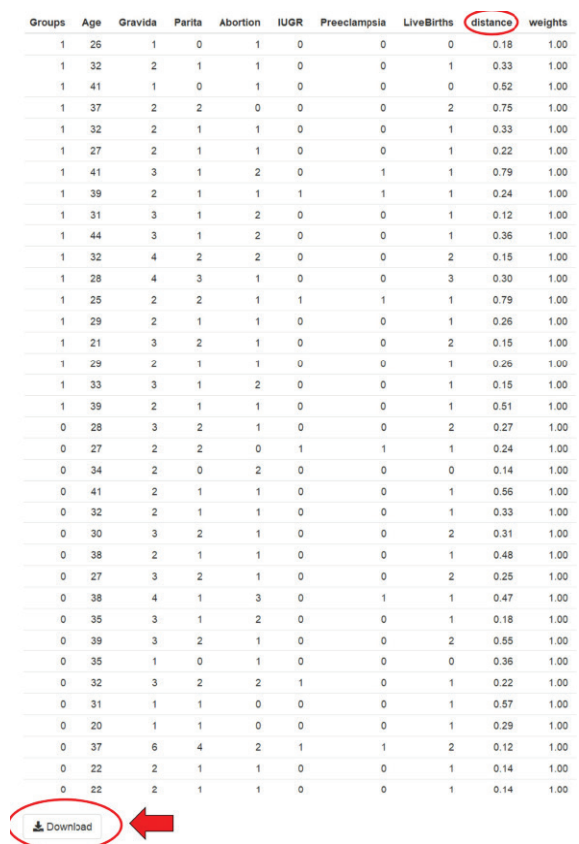 Groups Age Gravida Parita Abortion IUGR Preeclampsia LiveBirths distance weights
1 26 1 0 1 0 0 0 0.18 1.00
1 32 2 1 1 0 0 1 0.33 1.00
1 41 1 0 1 0 0 0 0.52 1.00
1 37 2 2 0 0 0 2 0.75 1.00
1 32 2 1 1 0 0 1 0.33 1.00
1 27 2 1 1 0 0 1 0.22 1.00
1 41 3 1 2 0 1 1 0.79 1.00
1 39 2 1 1 1 1 1 0.24 1.00
1 31 3 1 2 0 0 1 0.12 1.00
1 44 3 1 2 0 0 1 0.36 1.00
1 32 4 2 2 0 0 2 0.15 1.00
1 28 4 3 1 0 0 3 0.30 1.00
1 25 2 2 1 1 1 1 0.79 1.00
1 29 2 1 1 0 0 1 0.26 1.00
1 21 3 2 1 0 0 2 0.15 1.00
1 29 2 1 1 0 0 1 0.26 1.00
1 33 3 1 2 0 0 1 0.15 1.00
1 39 2 1 1 0 0 1 0.51 1.00
0 28 3 2 1 0 0 2 0.27 1.00
0 27 2 2 0 1 1 1 0.24 1.00
0 34 2 0 2 0 0 0 0.14 1.00
0 41 2 1 1 0 0 1 0.56 1.00
0 32 2 1 1 0 0 1 0.33 1.00
0 30 3 2 1 0 0 2 0.31 1.00
0 38 2 1 1 0 0 1 0.48 1.00
0 27 3 2 1 0 0 2 0.25 1.00
0 38 4 1 3 0 1 1 0.47 1.00
0 35 3 1 2 0 0 1 0.18 1.00
0 39 3 2 1 0 0 2 0.55 1.00
0 35 1 0 1 0 0 0 0.36 1.00
0 32 3 2 2 1 0 1 0.22 1.00
0 31 1 1 0 0 0 1 0.57 1.00
0 20 1 1 0 0 0 1 0.29 1.00
0 37 6 4 2 1 1 2 0.12 1.00
0 22 2 1 1 0 0 1 0.14 1.00
0 22 2 1 1 0 0 1 0.14 1.00
Download